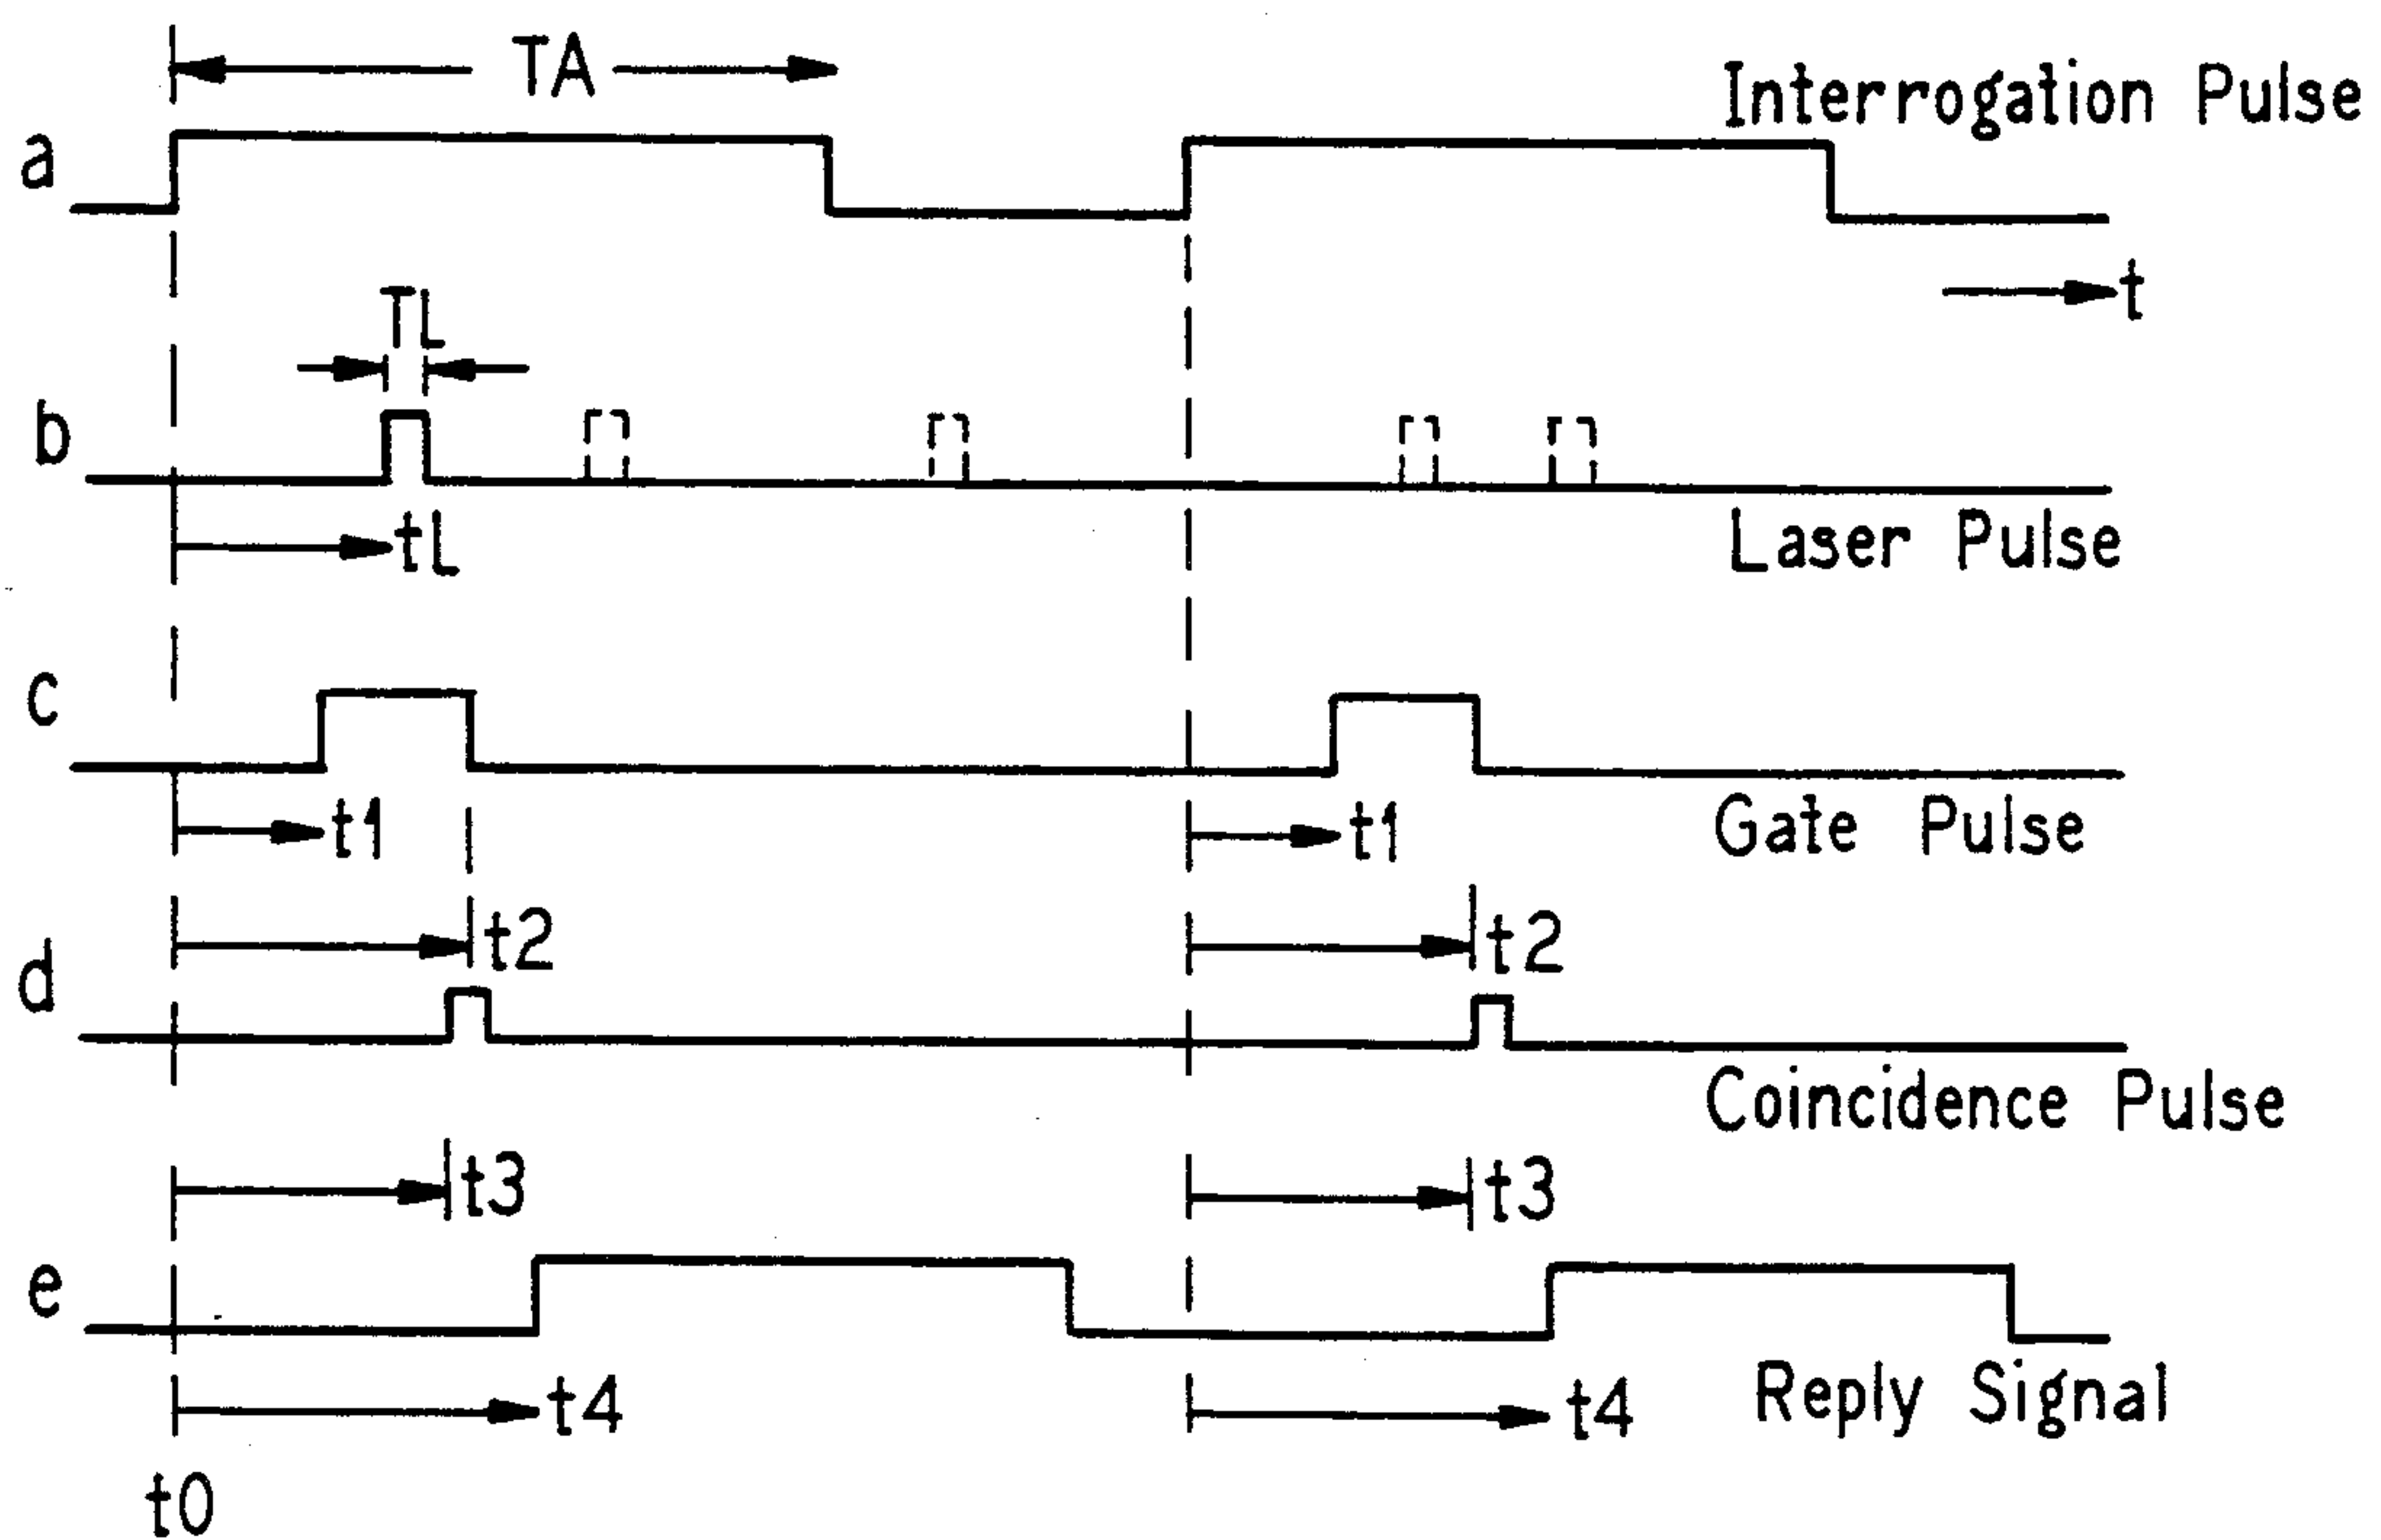 TA
Interrogation Pulse
a
t
TL
b
tL
Laser Pulse
c
t1
t1
Gate Pulse
t2
t2
d
Coincidence Pulse
t3
t3
e
t4
t4
Reply Signal
t0